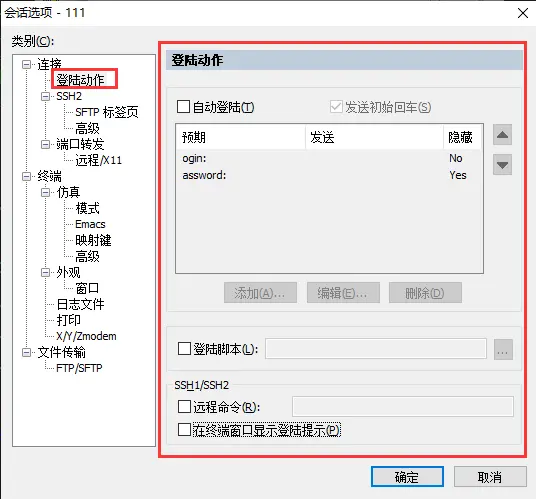 会话选项 - 111
类别(C):
连接
登陆动作
SSH2
SFTP 标签页
高级
端口转发
远程/X11
终端
仿真
模式
Emacs
映射键
高级
外观
窗口
日志文件
打印
X/Y/Zmodem
文件传输
FTP/SFTP
登陆动作
自动登陆(T) 发送初始回车(S)
预期 发送 隐藏
ogin: No
assword: Yes
添加(A)... 编辑(E)... 删除(D)
登陆脚本(L): ...
SSH1/SSH2
远程命令(R):
在终端窗口显示登陆提示(P)
确定 取消